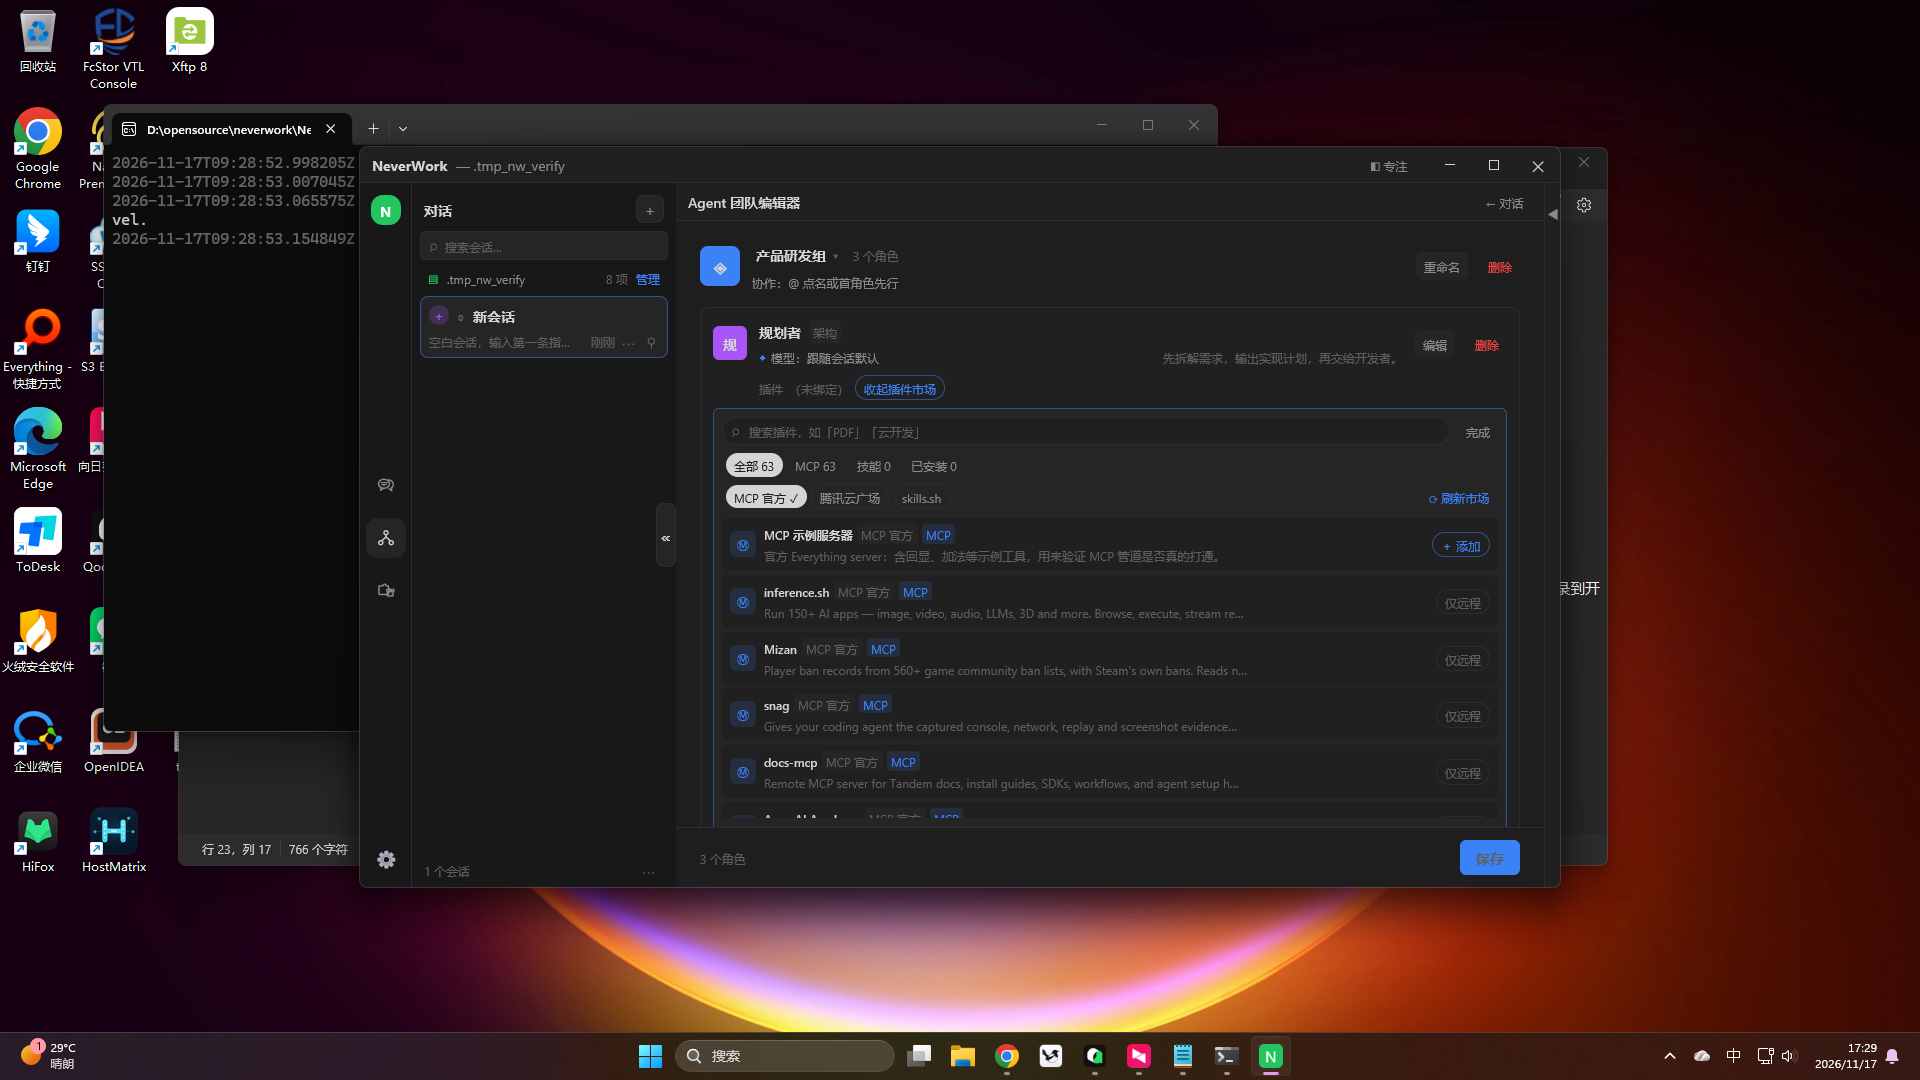 回收站
FcStor VTL
Console
Xftp 8
Google
Chrome
钉钉
Everything -
快捷方式
S3 E
Microsoft
Edge
ToDesk
火绒安全软件
企业微信
OpenIDEA
HiFox
HostMatrix
D:\opensource\neverwork\Ne
2026-11-17T09:28:52.998205Z
2026-11-17T09:28:53.007045Z
2026-11-17T09:28:53.065575Z
vel.
2026-11-17T09:28:53.154849Z
行 23，列 17
766 个字符
NeverWork — .tmp_nw_verify
专注
N
对话
+
搜索会话...
.tmp_nw_verify 8 项 管理
+ 新会话
空白会话，输入第一条指... 刚刚 ...
1 个会话
...
Agent 团队编辑器
← 对话
产品研发组 3 个角色
协作：@ 点名或首角色先行
重命名 删除
规
规划者 架构
模型：跟随会话默认
先拆解需求，输出实现计划，再交给开发者。
编辑 删除
插件 （未绑定） 收起插件市场
搜索插件，如「PDF」「云开发」 完成
全部 63 MCP 63 技能 0 已安装 0
MCP 官方 ✓ 腾讯云广场 skills.sh 刷新市场
MCP 示例服务器 MCP 官方 MCP
官方 Everything server：含回显、加法等示例工具，用来验证 MCP 管道是否真的打通。
+ 添加
inference.sh MCP 官方 MCP
Run 150+ AI apps — image, video, audio, LLMs, 3D and more. Browse, execute, stream re...
仅远程
Mizan MCP 官方 MCP
Player ban records from 560+ game community ban lists, with Steam's own bans. Reads n...
仅远程
snag MCP 官方 MCP
Gives your coding agent the captured console, network, replay and screenshot evidence...
仅远程
docs-mcp MCP 官方 MCP
Remote MCP server for Tandem docs, install guides, SDKs, workflows, and agent setup h...
仅远程
3 个角色
保存
录到开
1
29°C
晴朗
搜索
N
中
17:29
2026/11/17